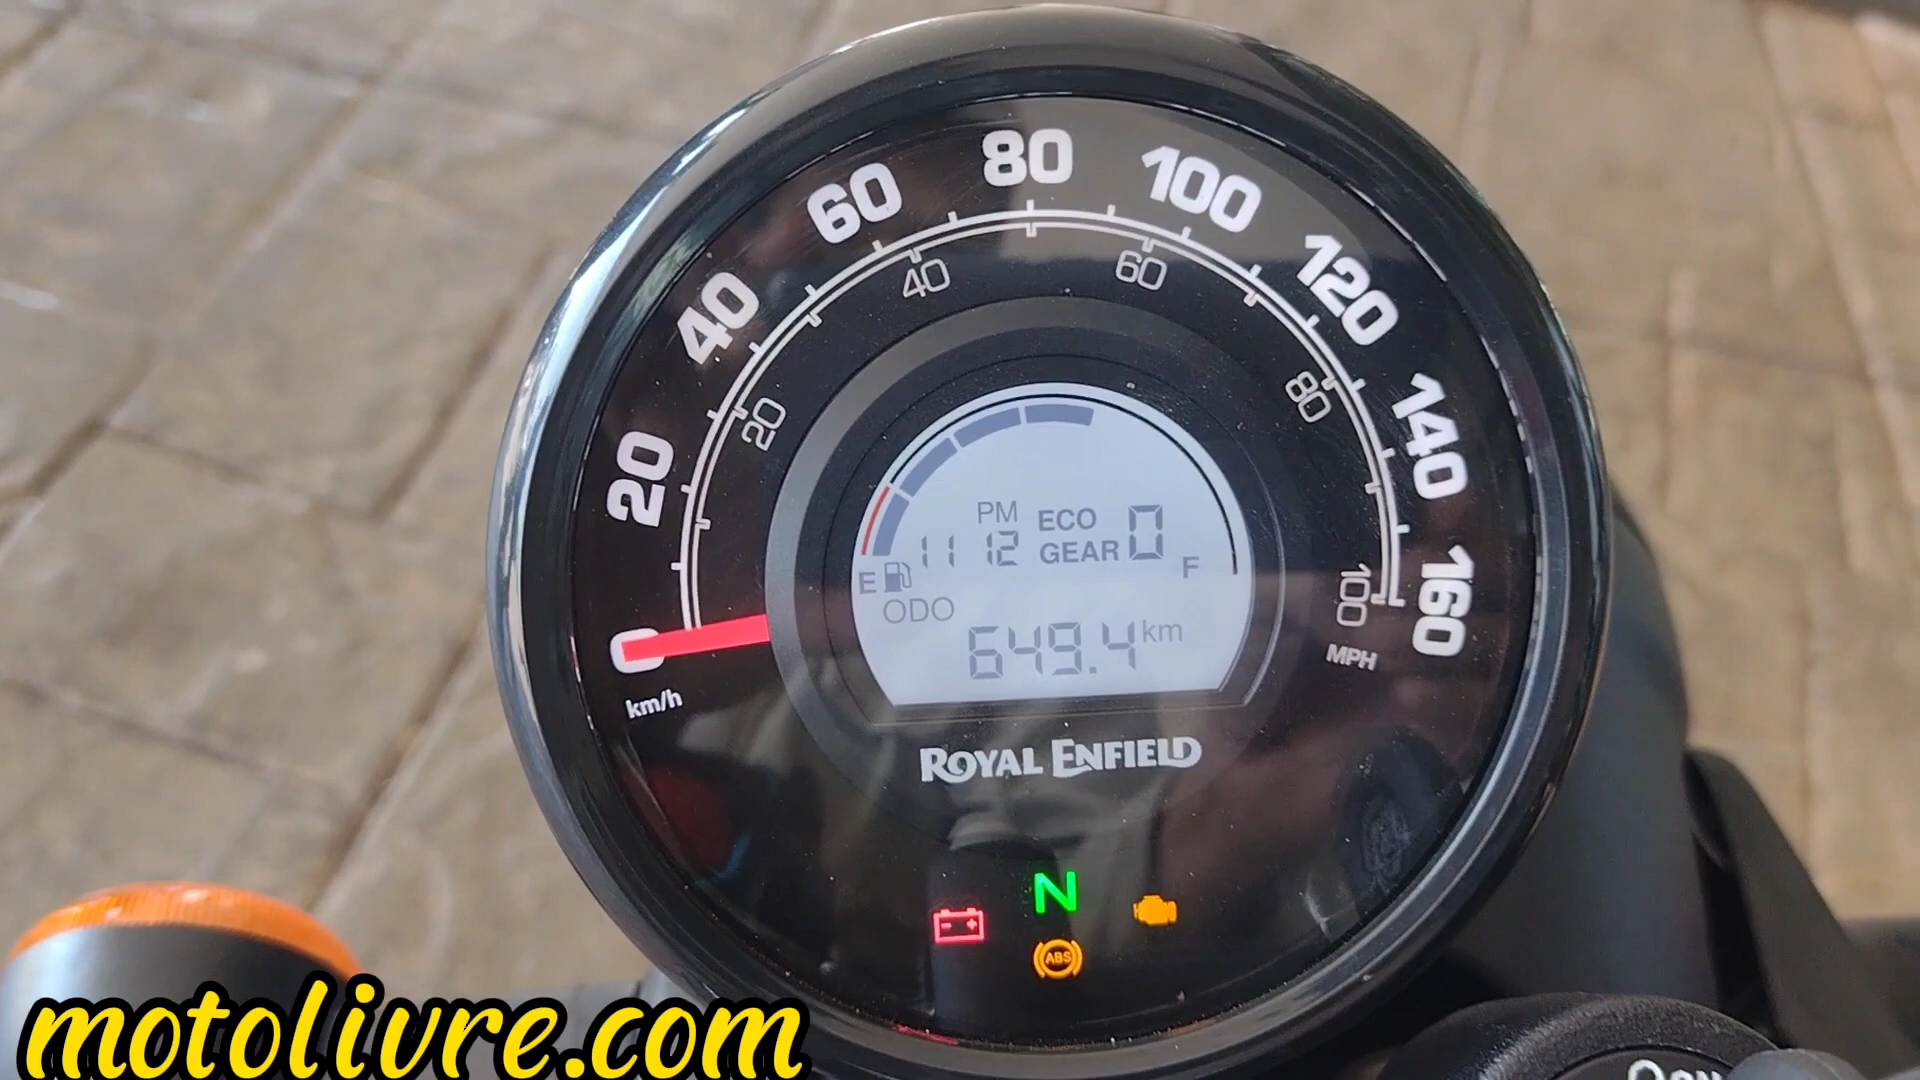 0 20 40 60 80 100 120 140 160
km/h
20 40 60 80 100
MPH
PM ECO
11 12 GEAR 0
E F
ODO
649.4 km
ROYAL ENFIELD
N
ABS
motolivre.com